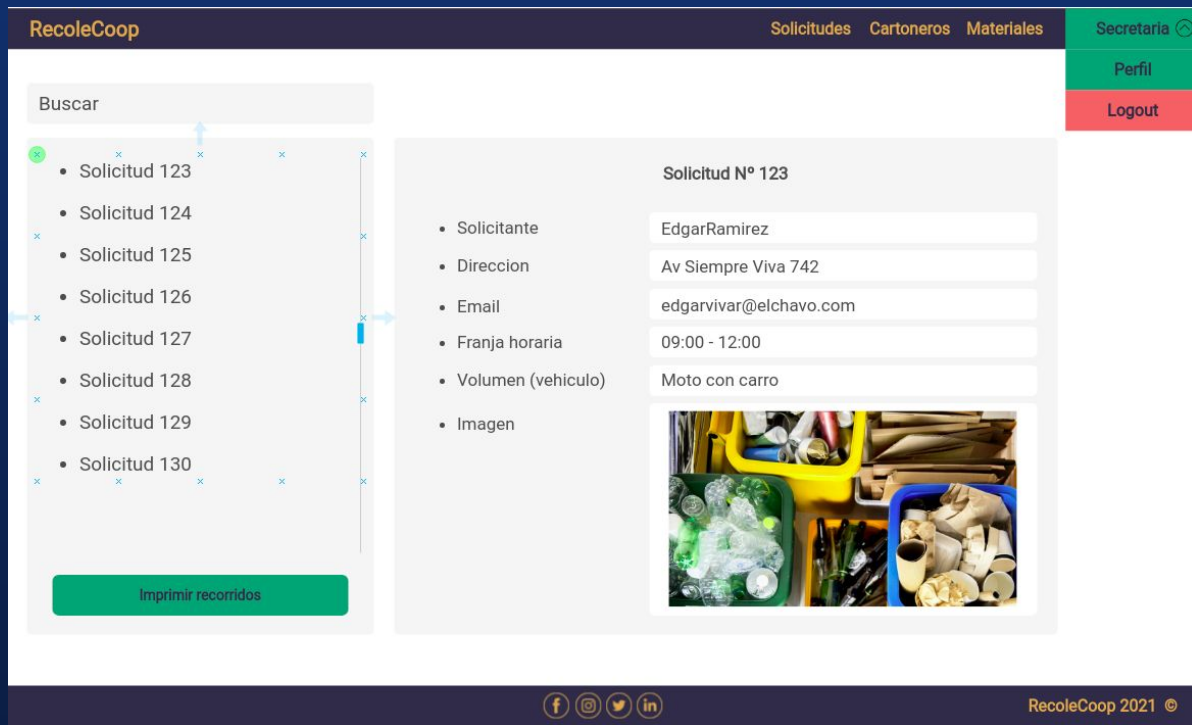 RecoleCoop
Solicitudes Cartoneros Materiales
Secretaria
Perfil
Logout
Buscar
Solicitud 123
Solicitud 124
Solicitud 125
Solicitud 126
Solicitud 127
Solicitud 128
Solicitud 129
Solicitud 130
Imprimir recorridos
Solicitud Nº 123
Solicitante EdgarRamirez
Direccion Av Siempre Viva 742
Email edgarvivar@elchavo.com
Franja horaria 09:00 - 12:00
Volumen (vehiculo) Moto con carro
Imagen
RecoleCoop 2021 ©